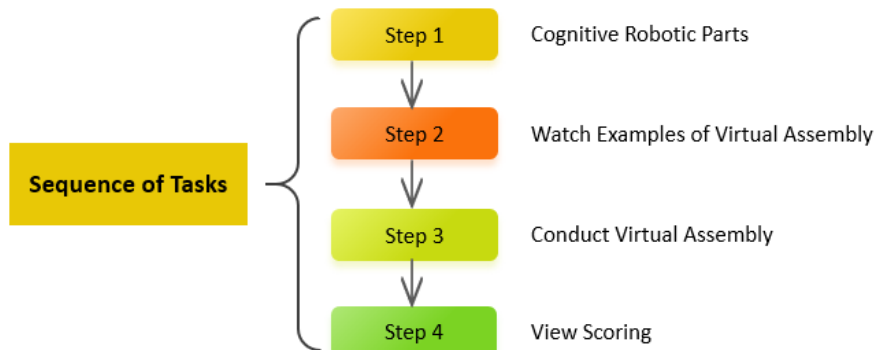 Step 1 Cognitive Robotic Parts
Step 2 Watch Examples of Virtual Assembly
Sequence of Tasks
Step 3 Conduct Virtual Assembly
Step 4 View Scoring